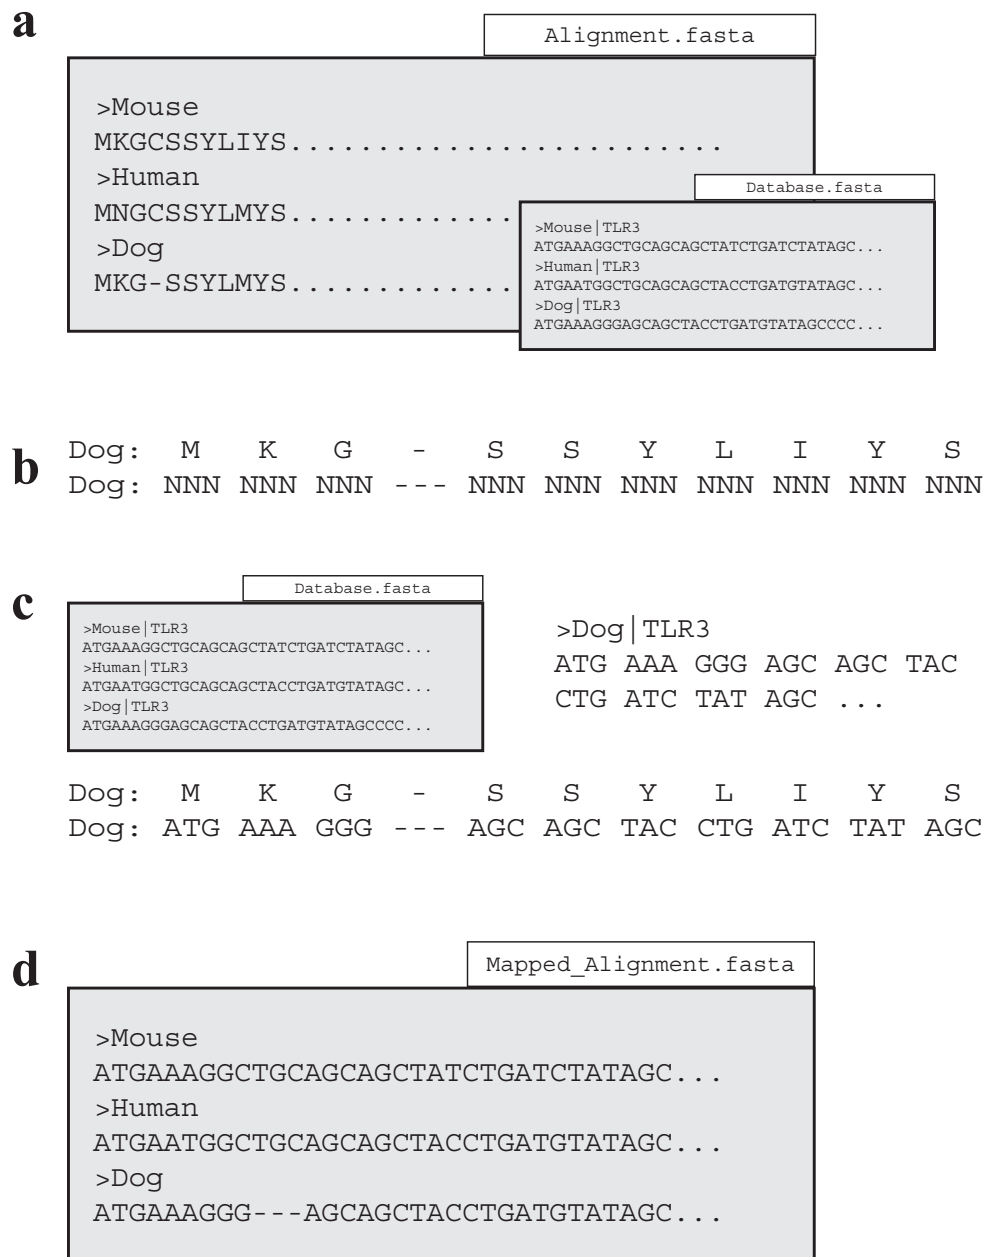 a
Alignment.fasta
>Mouse
MKGCSSYLIYS.........................
>Human
MNGCSSYLMYS.............
>Dog
MKG-SSYLMYS.............
Database.fasta
>Mouse|TLR3
ATGAAAGGCTGCAGCAGCTATCTGATCTATAGC...
>Human|TLR3
ATGAATGGCTGCAGCAGCTACCTGATGTATAGC...
>Dog|TLR3
ATGAAAGGGAGCAGCTACCTGATGTATAGCCCC...
b
Dog: M K G - S S Y L I Y S
Dog: NNN NNN NNN --- NNN NNN NNN NNN NNN NNN NNN
c
Database.fasta
>Mouse|TLR3
ATGAAAGGCTGCAGCAGCTATCTGATCTATAGC...
>Human|TLR3
ATGAATGGCTGCAGCAGCTACCTGATGTATAGC...
>Dog|TLR3
ATGAAAGGGAGCAGCTACCTGATGTATAGCCCC...
>Dog|TLR3
ATG AAA GGG AGC AGC TAC
CTG ATC TAT AGC ...
Dog: M K G - S S Y L I Y S
Dog: ATG AAA GGG --- AGC AGC TAC CTG ATC TAT AGC
d
Mapped_Alignment.fasta
>Mouse
ATGAAAGGCTGCAGCAGCTATCTGATCTATAGC...
>Human
ATGAATGGCTGCAGCAGCTACCTGATGTATAGC...
>Dog
ATGAAAGGG---AGCAGCTACCTGATGTATAGC...